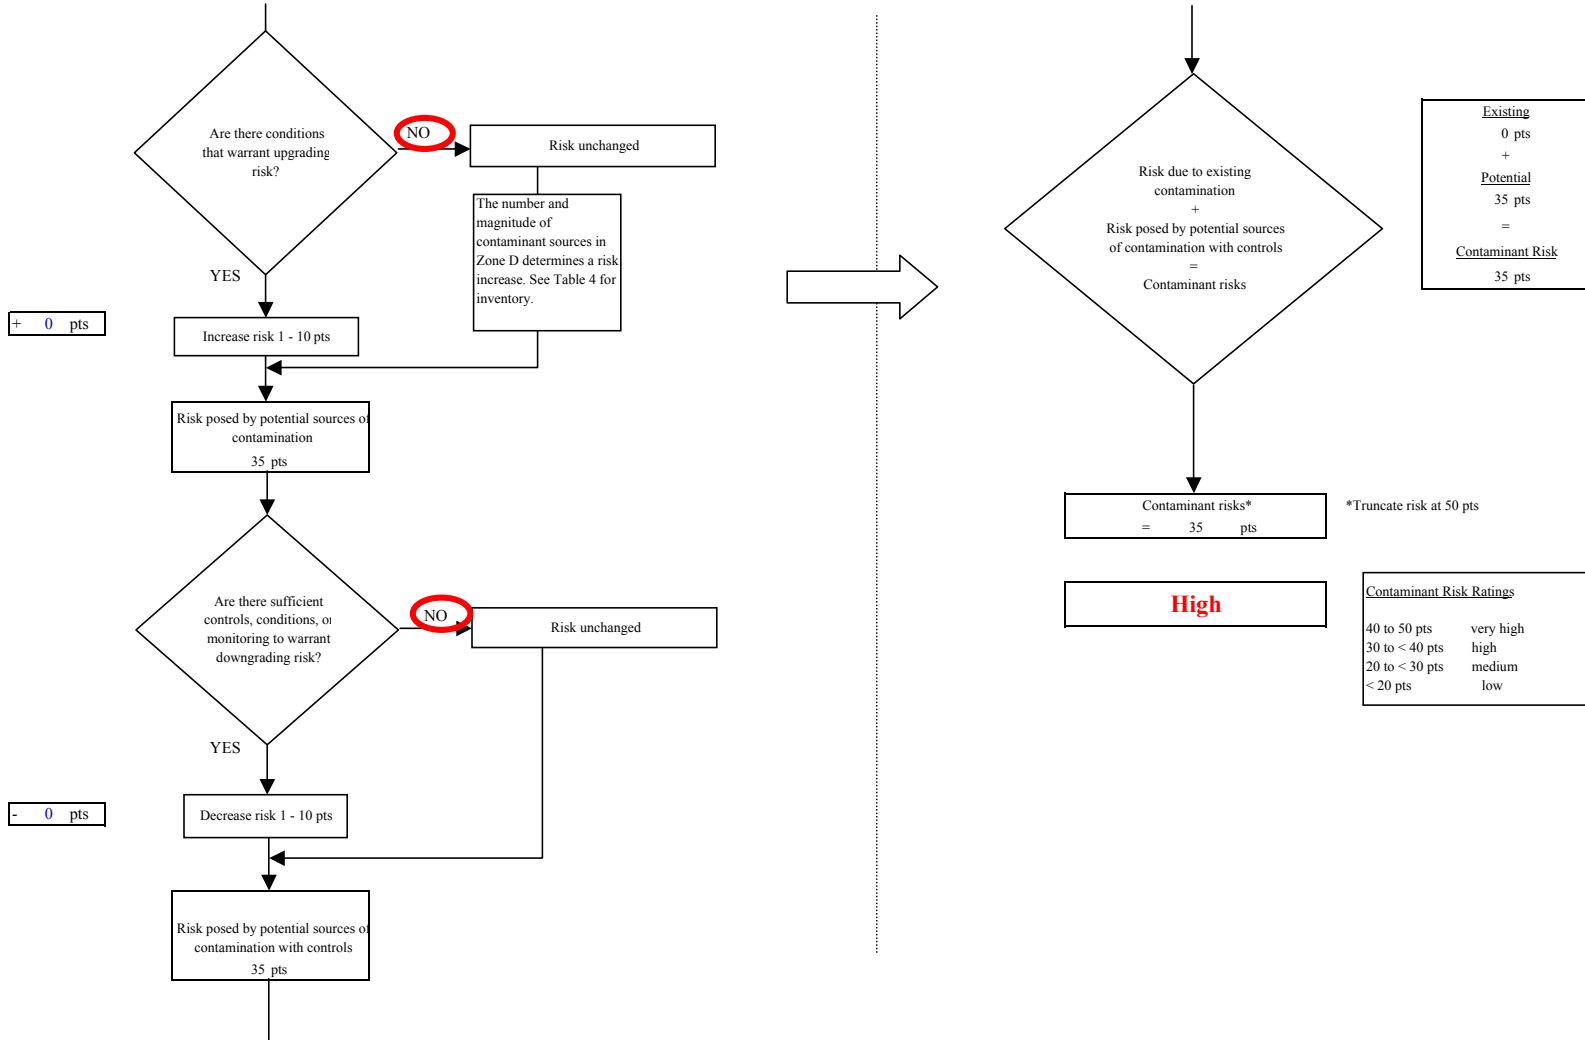 Are there conditions
that warrant upgrading
risk?
NO
Risk unchanged
The number and
magnitude of
contaminant sources in
Zone D determines a risk
increase. See Table 4 for
inventory.
YES
+ 0 pts
Increase risk 1 - 10 pts
Risk posed by potential sources of
contamination
35 pts
Are there sufficient
controls, conditions, or
monitoring to warrant
downgrading risk?
NO
Risk unchanged
YES
- 0 pts
Decrease risk 1 - 10 pts
Risk posed by potential sources of
contamination with controls
35 pts
Risk due to existing
contamination
+
Risk posed by potential sources
of contamination with controls
=
Contaminant risks
Existing
0 pts
+
Potential
35 pts
=
Contaminant Risk
35 pts
Contaminant risks*
= 35 pts
*Truncate risk at 50 pts
High
Contaminant Risk Ratings
40 to 50 pts very high
30 to < 40 pts high
20 to < 30 pts medium
< 20 pts low